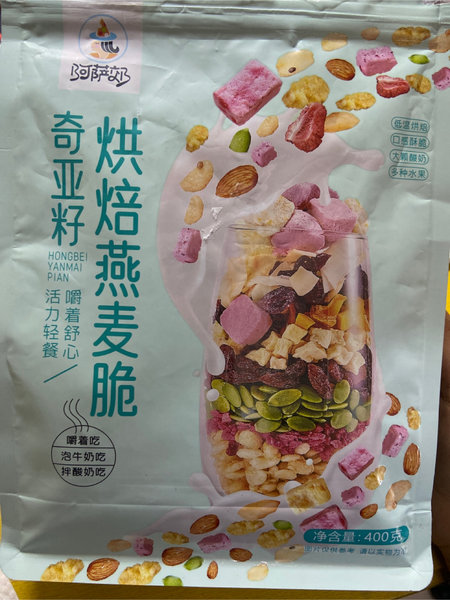 阿萨郊
低温烘焙
口感酥脆
大颗酸奶
多种水果
烘焙燕麦脆
奇亚籽
HONGBEI
YANMAI
PIAN
嚼着舒心
活力轻餐
嚼着吃
泡牛奶吃
拌酸奶吃
净含量：400克
图片仅供参考 请以实物为准